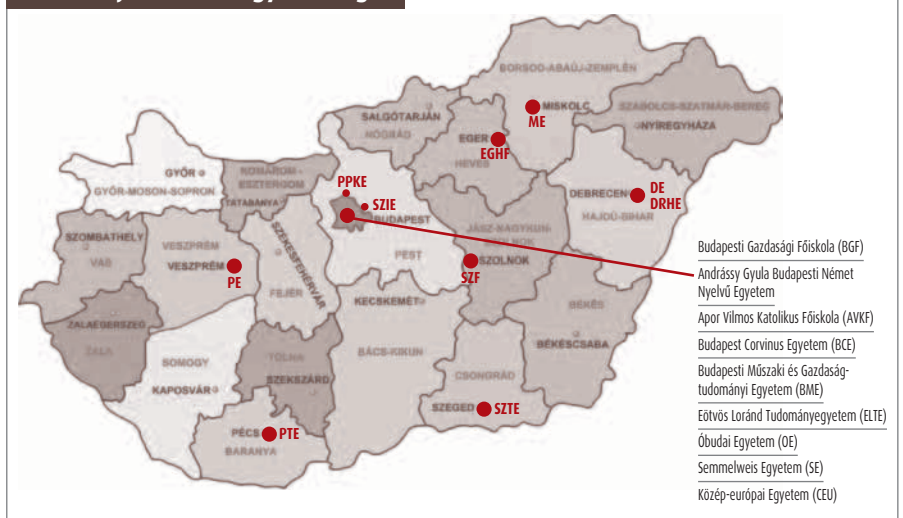 BORSOD-ABAÚJ-ZEMPLÉN
MISKOLC
ME
SZABOLCS-SZATMÁR-BEREG
NYÍREGYHÁZA
SALGÓTARJÁN
NÓGRÁD
EGER
EGHF
HEVES
GYŐR
GYŐR-MOSON-SOPRON
KOMÁROM-
ESZTERGOM
TATABÁNYA
PPKE
SZIE
BUDAPEST
PEST
DEBRECEN
DE
DRHE
HAJDÚ-BIHAR
JÁSZ-NAGYKUN-
SZOLNOK
SZOLNOK
SZF
SZOMBATHELY
VAS
VESZPRÉM
VESZPRÉM
PE
SZÉKESFEHÉRVÁR
FEJÉR
KECSKEMÉT
BÉKÉS
BÉKÉSCSABA
ZALAEGERSZEG
ZALA
SOMOGY
KAPOSVÁR
TOLNA
SZEKSZÁRD
BÁCS-KIKUN
CSONGRÁD
SZEGED
SZTE
PÉCS
PTE
BARANYA
Budapesti Gazdasági Főiskola (BGF)
Andrássy Gyula Budapesti Német
Nyelvű Egyetem
Apor Vilmos Katolikus Főiskola (AVKF)
Budapest Corvinus Egyetem (BCE)
Budapesti Műszaki és Gazdaság-
tudományi Egyetem (BME)
Eötvös Loránd Tudományegyetem (ELTE)
Óbudai Egyetem (OE)
Semmelweis Egyetem (SE)
Közép-európai Egyetem (CEU)